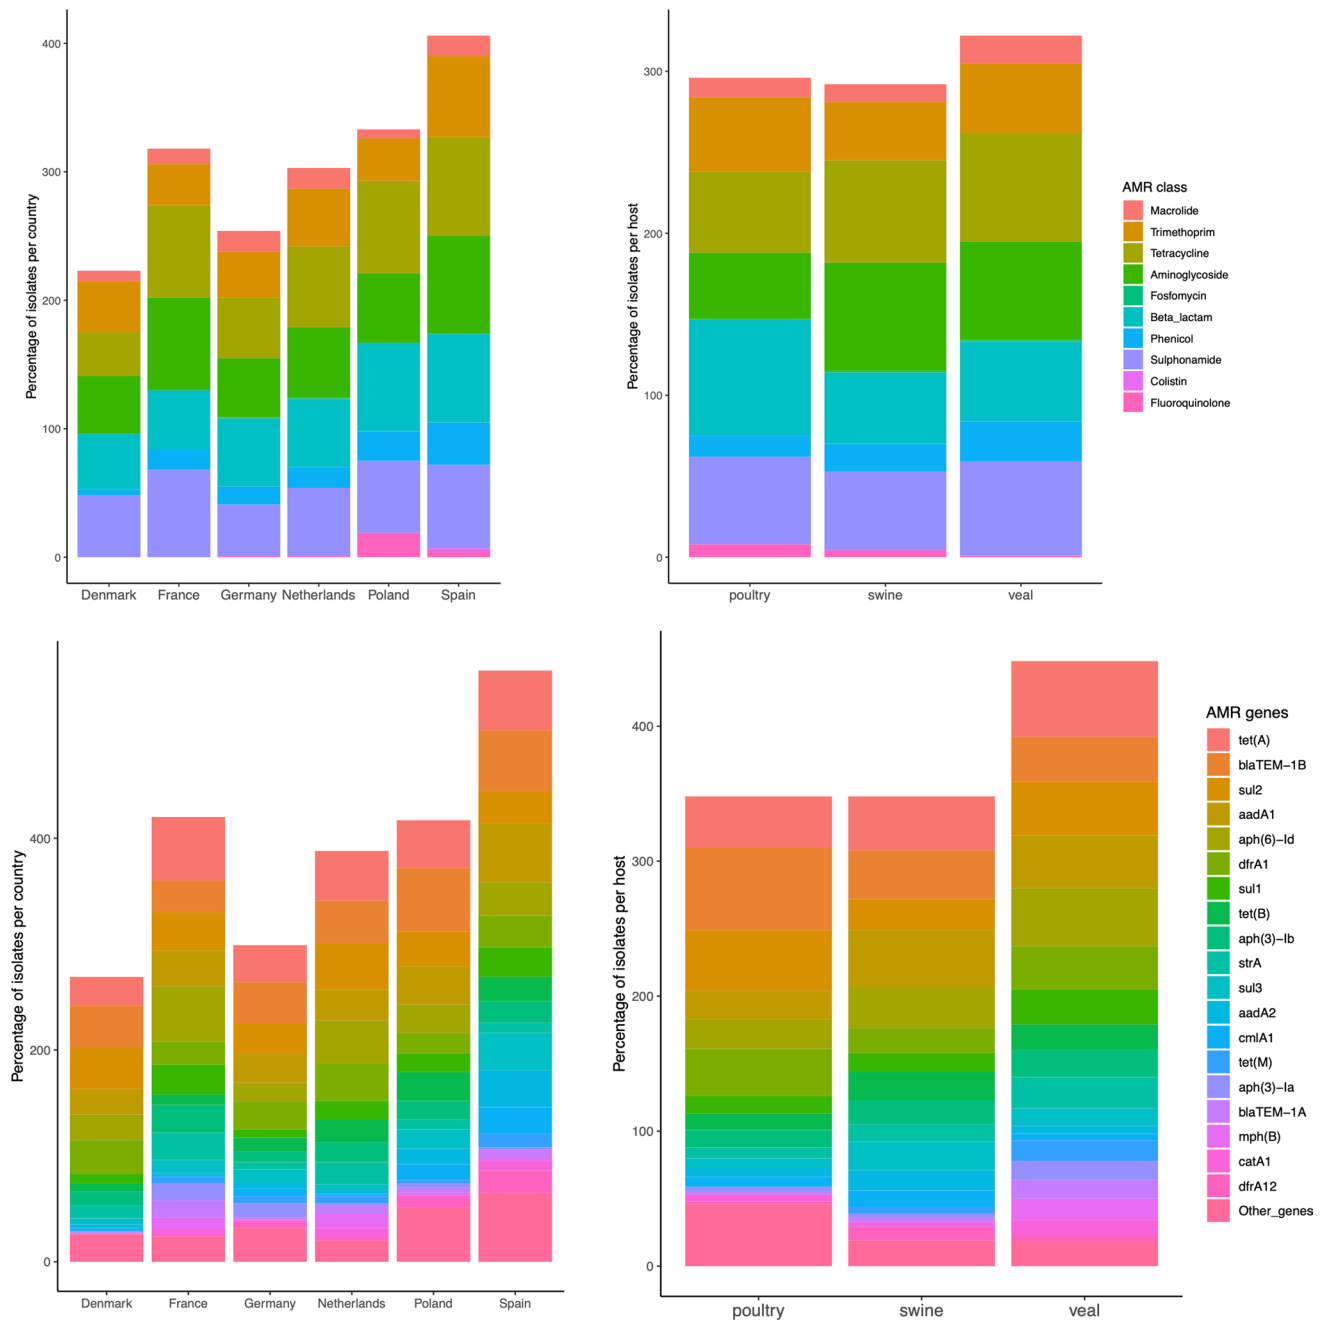 Percentage of isolates per country
400
300
200
100
0
Denmark France Germany Netherlands Poland Spain
Percentage of isolates per host
300
200
100
0
poultry swine veal
AMR class
Macrolide
Trimethoprim
Tetracycline
Aminoglycoside
Fosfomycin
Beta_lactam
Phenicol
Sulphonamide
Colistin
Fluoroquinolone
Percentage of isolates per country
400
200
0
Denmark France Germany Netherlands Poland Spain
Percentage of isolates per host
400
300
200
100
0
poultry swine veal
AMR genes
tet(A)
blaTEM−1B
sul2
aadA1
aph(6)−Id
dfrA1
sul1
tet(B)
aph(3)−Ib
strA
sul3
aadA2
cmlA1
tet(M)
aph(3)−Ia
blaTEM−1A
mph(B)
catA1
dfrA12
Other_genes